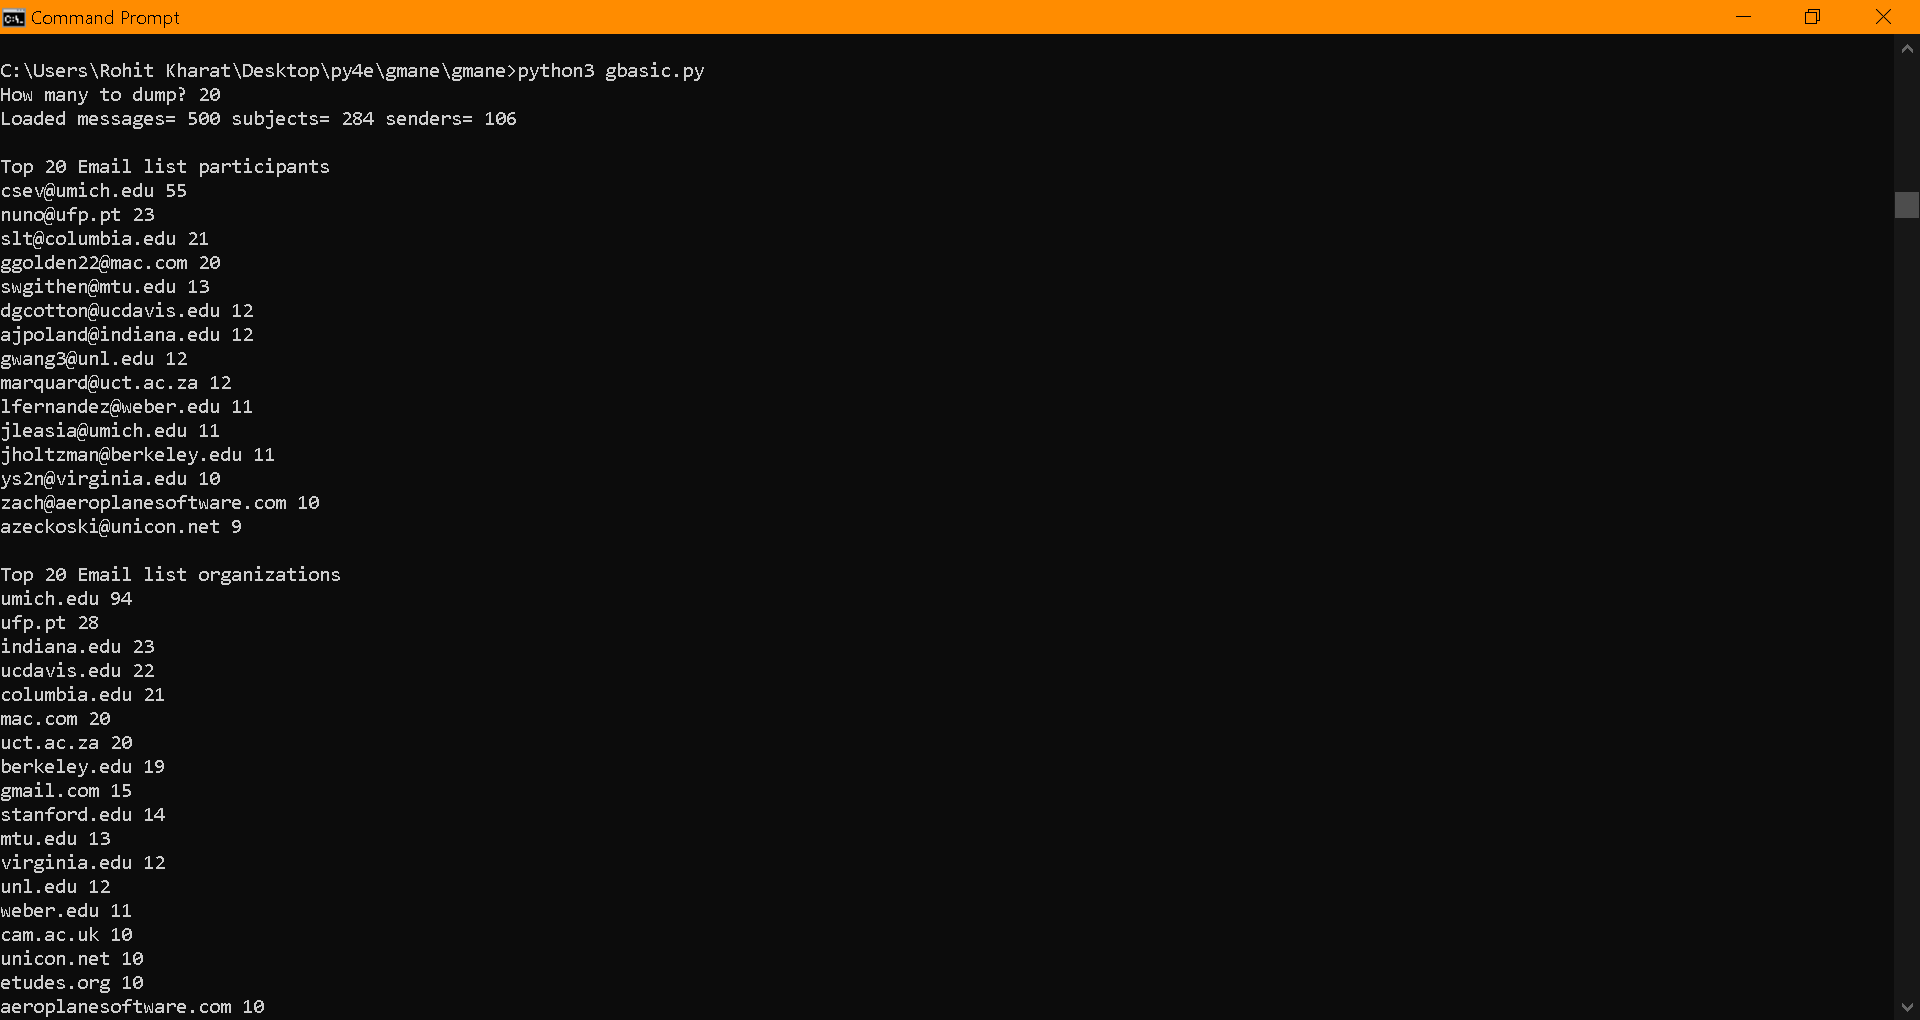 Command Prompt
C:\Users\Rohit Kharat\Desktop\py4e\gmane\gmane>python3 gbasic.py
How many to dump? 20
Loaded messages= 500 subjects= 284 senders= 106
Top 20 Email list participants
csev@umich.edu 55
nuno@ufp.pt 23
slt@columbia.edu 21
ggolden22@mac.com 20
swgithen@mtu.edu 13
dgcotton@ucdavis.edu 12
ajpoland@indiana.edu 12
gwang3@unl.edu 12
marquard@uct.ac.za 12
lfernandez@weber.edu 11
jleasia@umich.edu 11
jholtzman@berkeley.edu 11
ys2n@virginia.edu 10
zach@aeroplanesoftware.com 10
azeckoski@unicon.net 9
Top 20 Email list organizations
umich.edu 94
ufp.pt 28
indiana.edu 23
ucdavis.edu 22
columbia.edu 21
mac.com 20
uct.ac.za 20
berkeley.edu 19
gmail.com 15
stanford.edu 14
mtu.edu 13
virginia.edu 12
unl.edu 12
weber.edu 11
cam.ac.uk 10
unicon.net 10
etudes.org 10
aeroplanesoftware.com 10